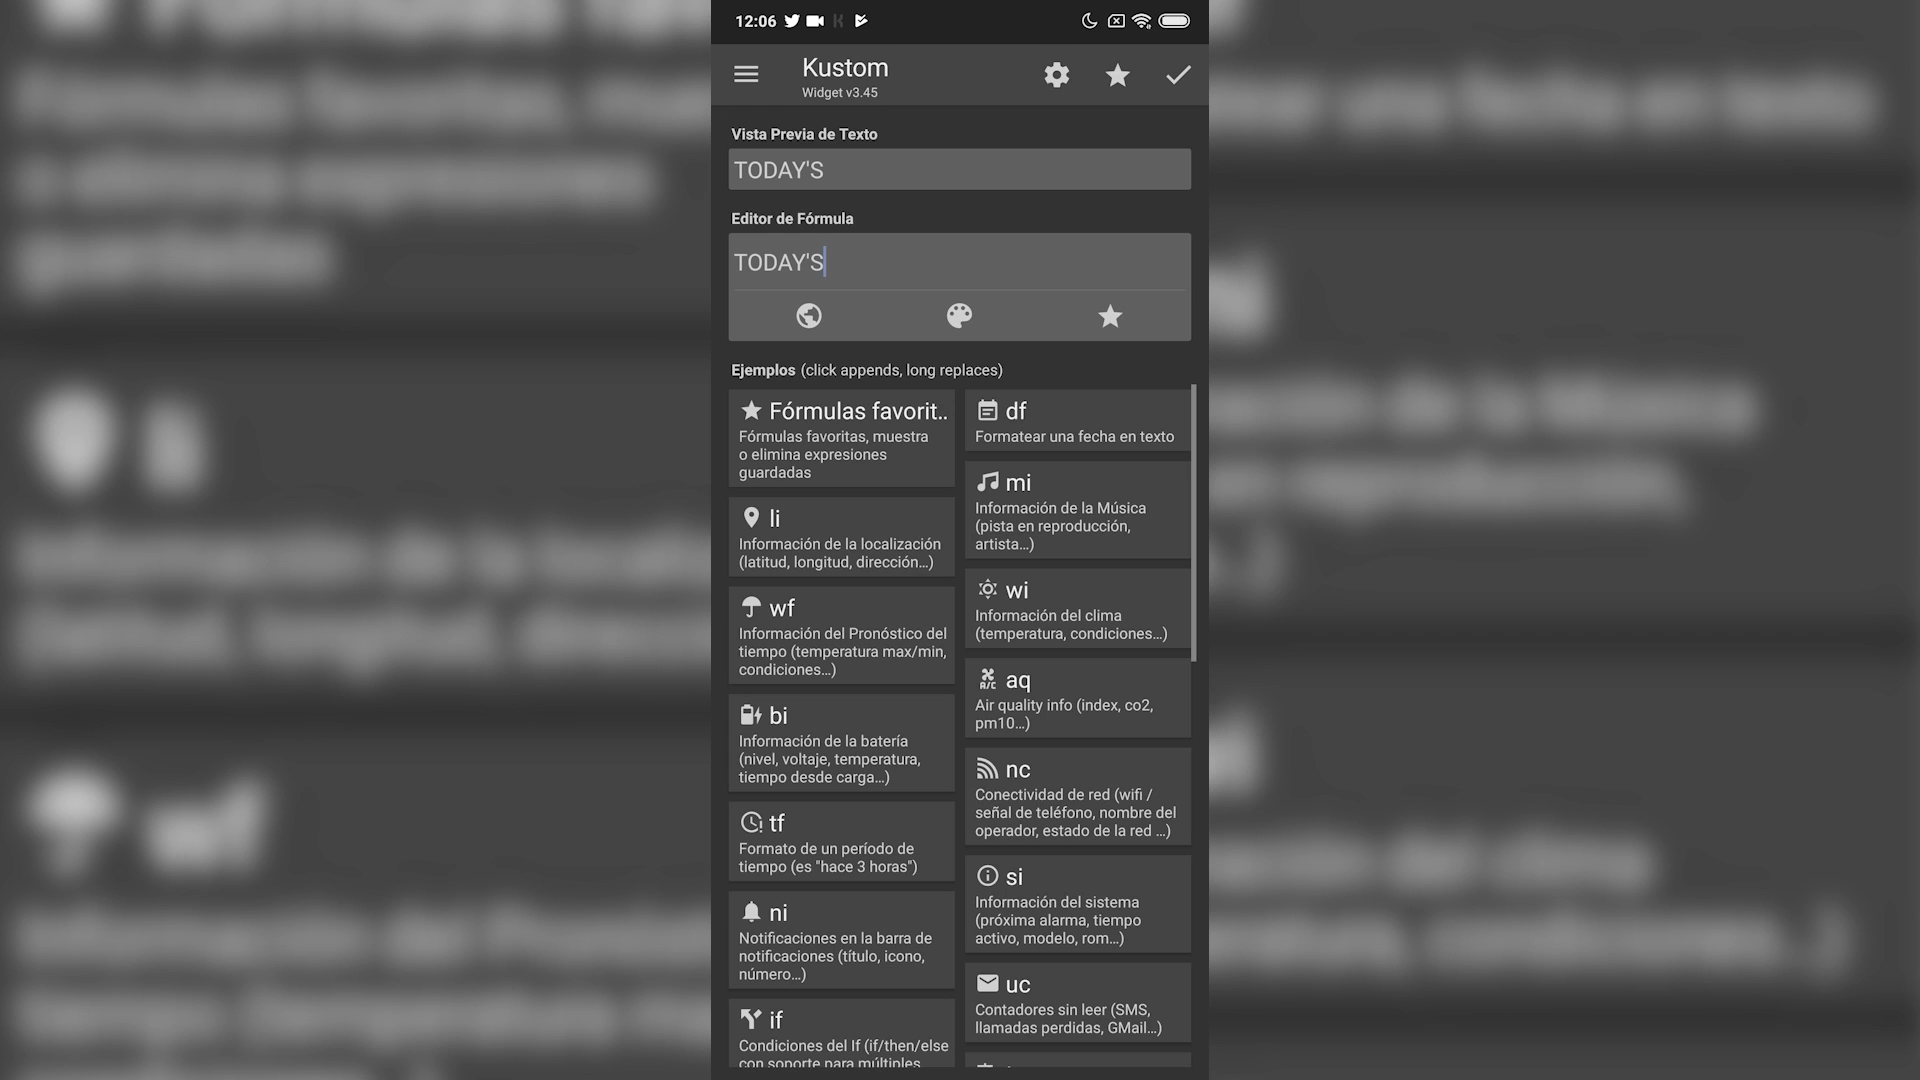 12:06
Kustom
Widget v3.45
Vista Previa de Texto
TODAY'S
Editor de Fórmula
TODAY'S
Ejemplos (click appends, long replaces)
Fórmulas favorit..
Fórmulas favoritas, muestra
o elimina expresiones
guardadas
li
Información de la localización
(latitud, longitud, dirección...)
wf
Información del Pronóstico del
tiempo (temperatura max/min,
condiciones...)
bi
Información de la batería
(nivel, voltaje, temperatura,
tiempo desde carga...)
tf
Formato de un período de
tiempo (es "hace 3 horas")
ni
Notificaciones en la barra de
notificaciones (título, icono,
número...)
if
Condiciones del If (if/then/else
con soporte para múltiples
df
Formatear una fecha en texto
mi
Información de la Música
(pista en reproducción,
artista...)
wi
Información del clima
(temperatura, condiciones...)
A/C aq
Air quality info (index, co2,
pm10...)
nc
Conectividad de red (wifi /
señal de teléfono, nombre del
operador, estado de la red ...)
si
Información del sistema
(próxima alarma, tiempo
activo, modelo, rom...)
uc
Contadores sin leer (SMS,
llamadas perdidas, GMail...)